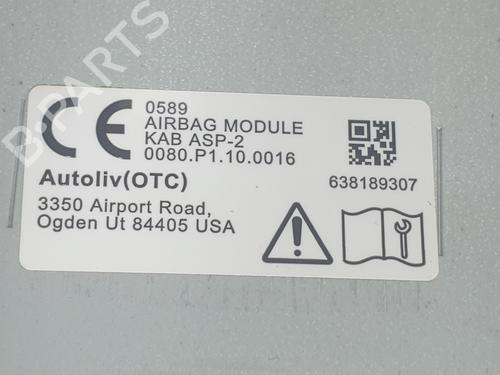 B-PARTS
CE 0589
AIRBAG MODULE
KAB ASP-2
0080.P1.10.0016
Autoliv(OTC)
3350 Airport Road,
Ogden Ut 84405 USA
638189307